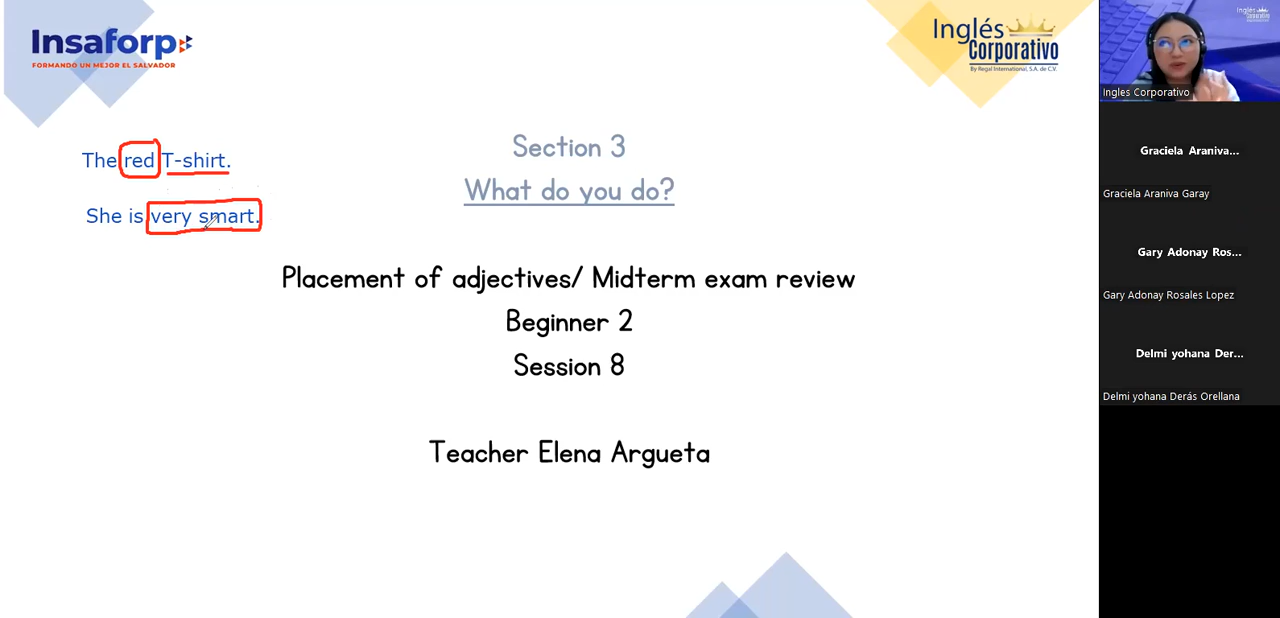 Insaforp
FORMANDO UN MEJOR EL SALVADOR
Inglés
Corporativo
By Regal International, S.A. de C.V.
The red T-shirt.
She is very smart.
Section 3
What do you do?
Placement of adjectives/ Midterm exam review
Beginner 2
Session 8
Teacher Elena Argueta
Inglés
Ingles Corporativo
Graciela Araniva...
Graciela Araniva Garay
Gary Adonay Ros...
Gary Adonay Rosales Lopez
Delmi yohana Der...
Delmi yohana Derás Orellana